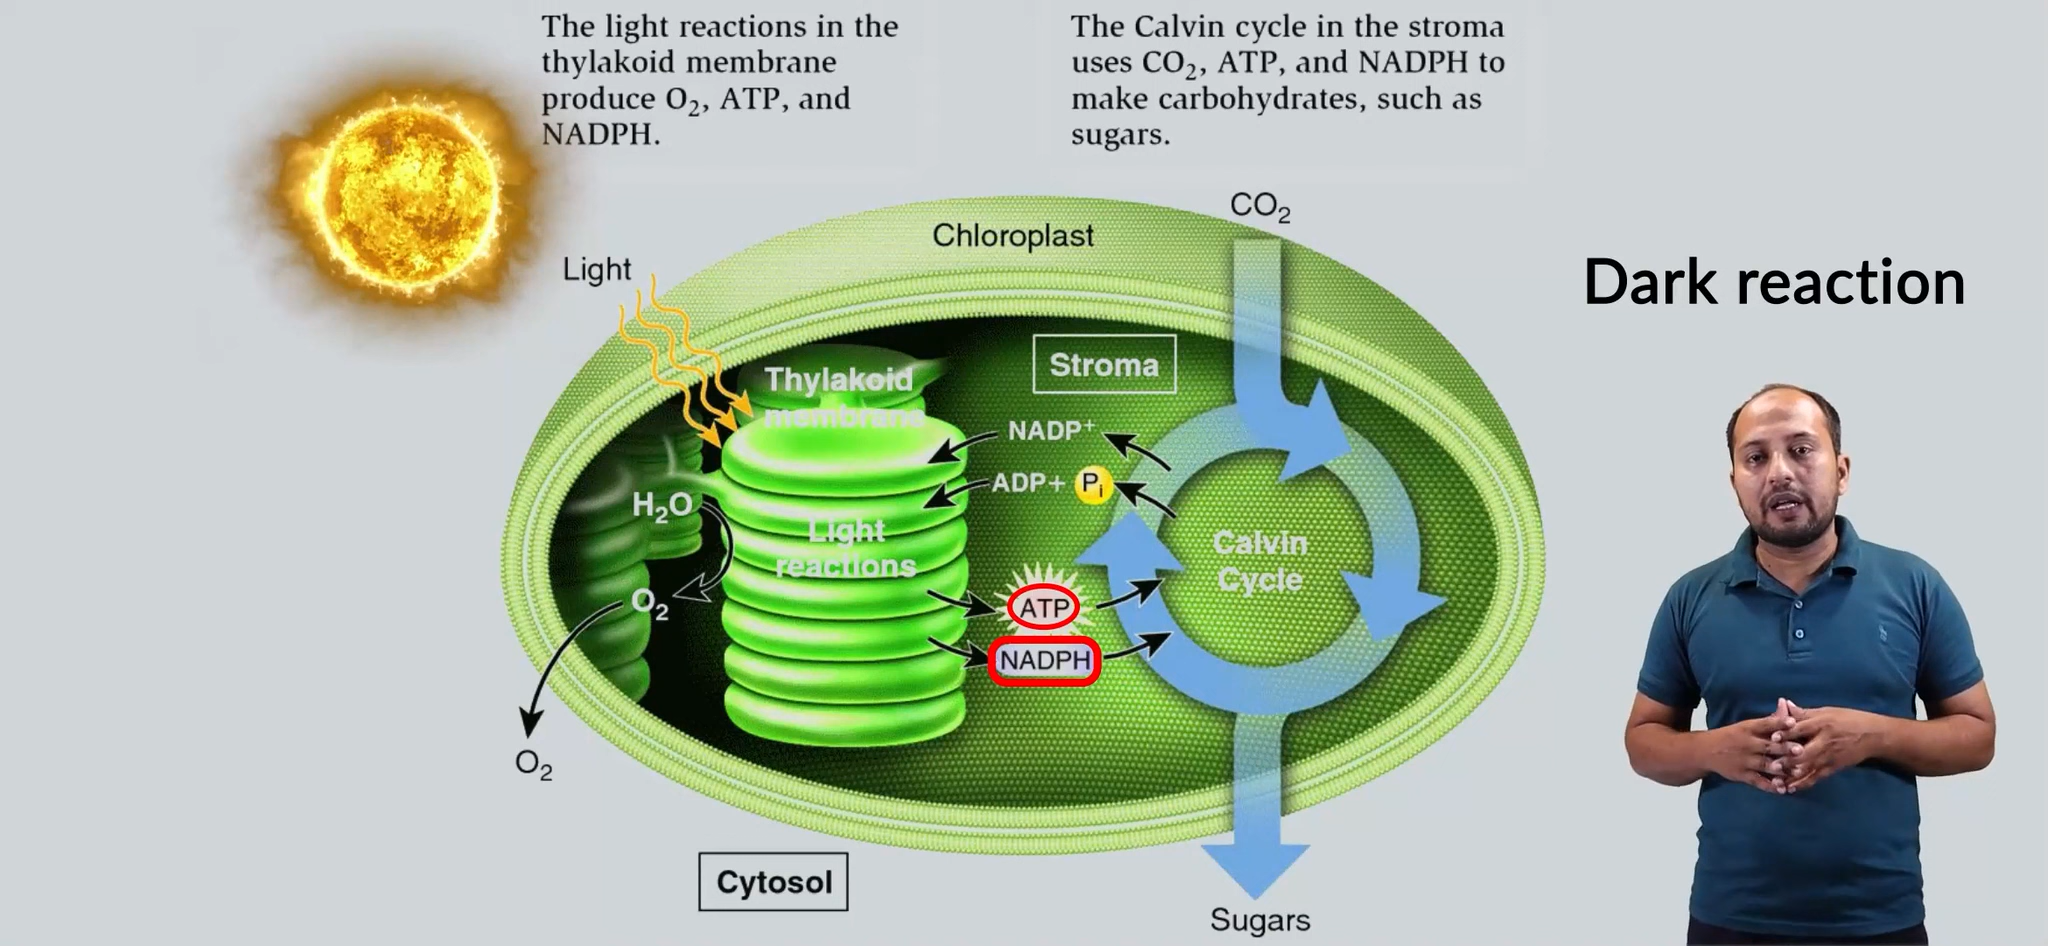 The light reactions in the
thylakoid membrane
produce O₂, ATP, and
NADPH.
The Calvin cycle in the stroma
uses CO₂, ATP, and NADPH to
make carbohydrates, such as
sugars.
CO₂
Chloroplast
Light
Dark reaction
Stroma
Thylakoid
membrane
NADP⁺
ADP+ Pᵢ
H₂O
Light
reactions
Calvin
Cycle
O₂
ATP
NADPH
O₂
Cytosol
Sugars